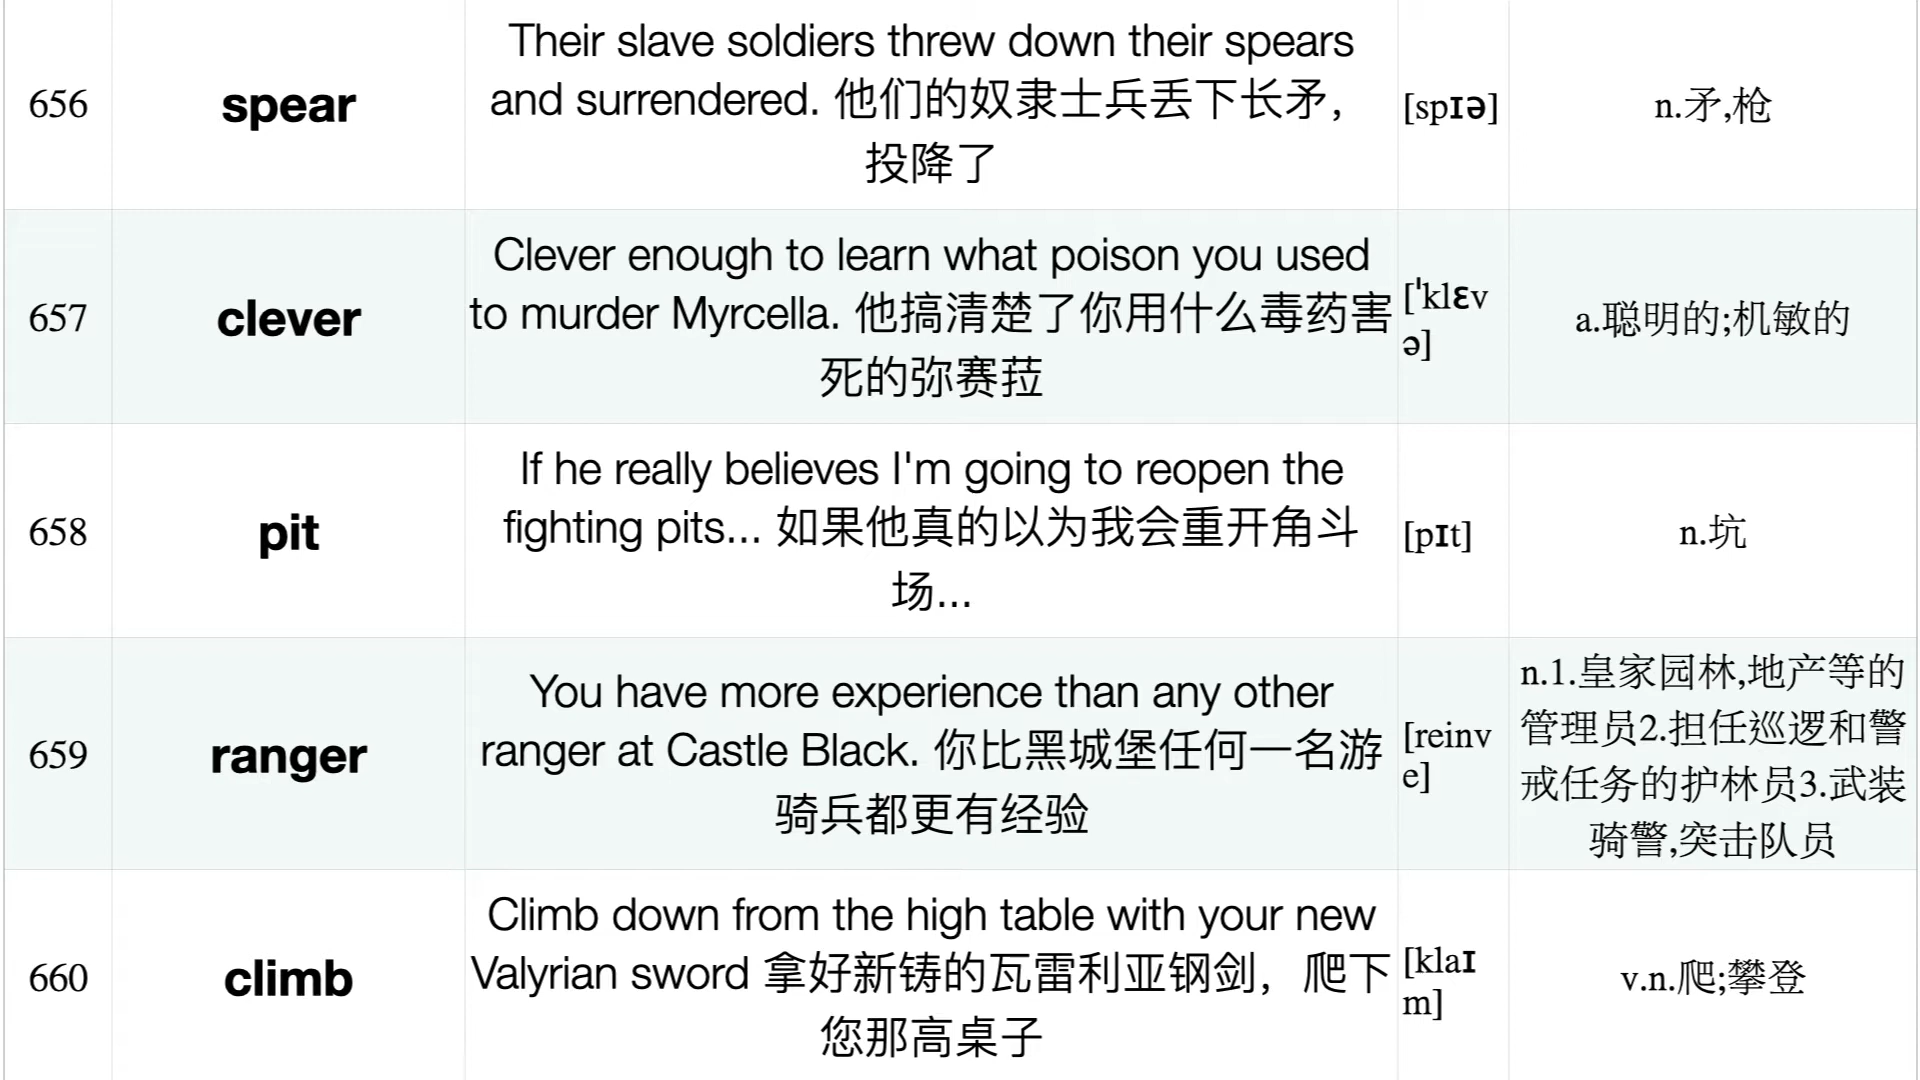 656
spear
Their slave soldiers threw down their spears
and surrendered. 他们的奴隶士兵丢下长矛，
投降了
[spɪə]
n.矛,枪
657
clever
Clever enough to learn what poison you used
to murder Myrcella. 他搞清楚了你用什么毒药害
死的弥赛菈
[ˈklɛv
ə]
a.聪明的;机敏的
658
pit
If he really believes I'm going to reopen the
fighting pits... 如果他真的以为我会重开角斗
场...
[pɪt]
n.坑
659
ranger
You have more experience than any other
ranger at Castle Black. 你比黑城堡任何一名游
骑兵都更有经验
[reinv
e]
n.1.皇家园林,地产等的
管理员2.担任巡逻和警
戒任务的护林员3.武装
骑警,突击队员
660
climb
Climb down from the high table with your new
Valyrian sword 拿好新铸的瓦雷利亚钢剑，爬下
您那高桌子
[klaɪ
m]
v.n.爬;攀登